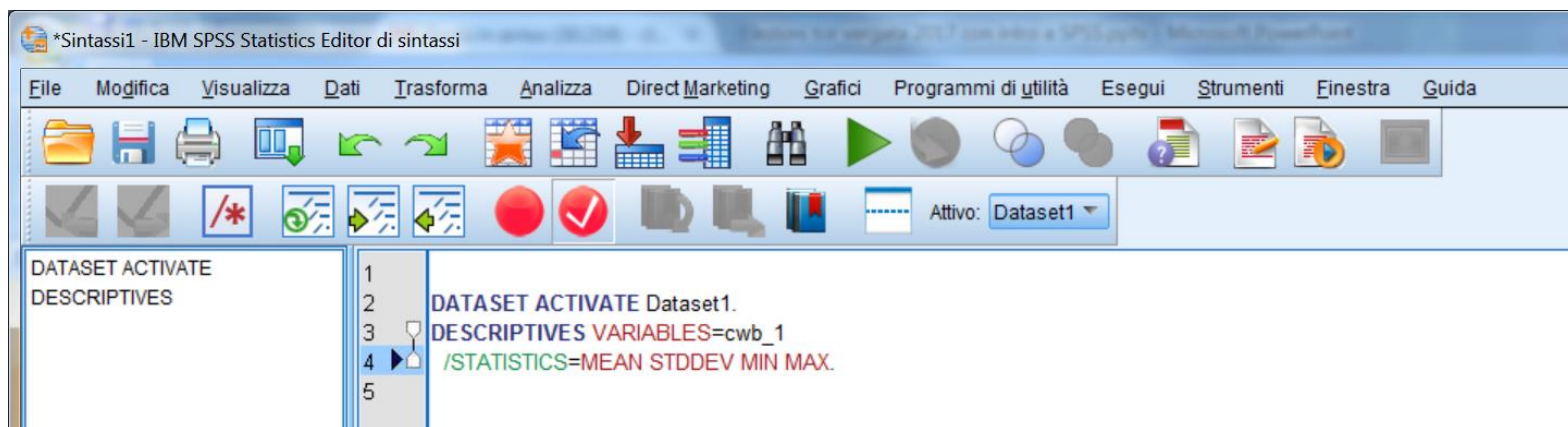 *Sintassi1 - IBM SPSS Statistics Editor di sintassi
File Modifica Visualizza Dati Trasforma Analizza Direct Marketing Grafici Programmi di utilità Esegui Strumenti Finestra Guida
/*
Attivo: Dataset1
DATASET ACTIVATE
DESCRIPTIVES
1
2 DATASET ACTIVATE Dataset1.
3 DESCRIPTIVES VARIABLES=cwb_1
4 /STATISTICS=MEAN STDDEV MIN MAX.
5